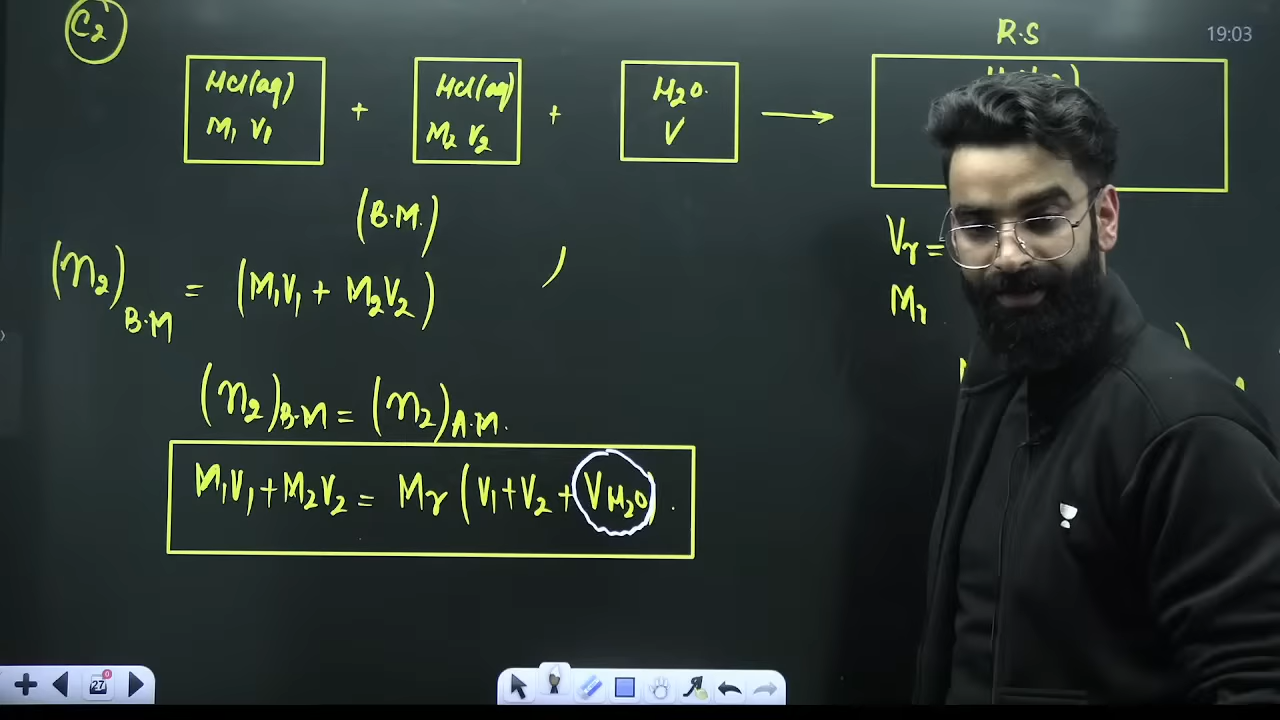 C2
R.S
19:03
HCl(aq) + HCl(aq) + H2O. →
M1 V1 M2 V2 V
(B.M.)
Vr =
(n2)B.M = (M1V1 + M2V2) ,
Mr
(n2)B.M = (n2)A.M.
M1V1 + M2V2 = Mr (V1 + V2 + VH2O) .
27